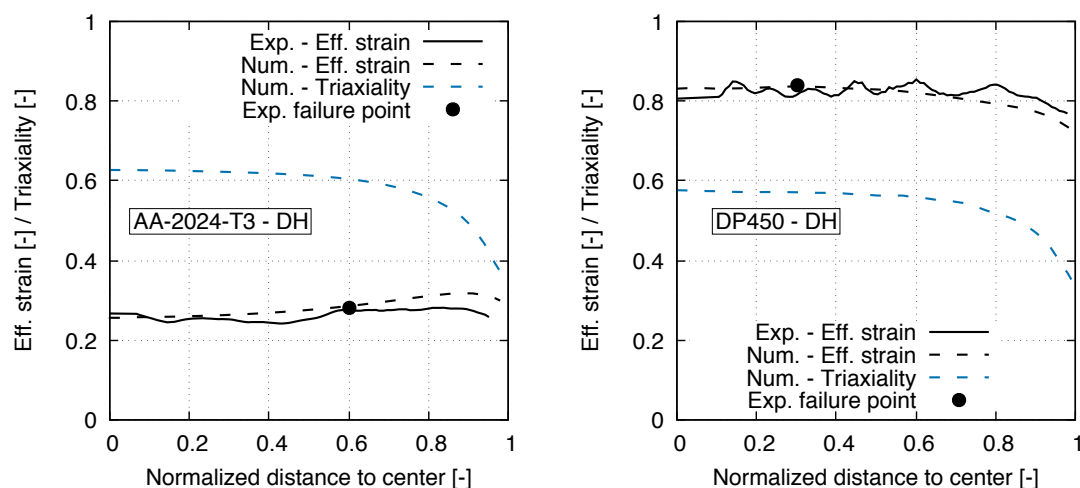 Eff. strain [-] / Triaxiality [-]
1
0.8
0.6
0.4
0.2
0
Exp. - Eff. strain
Num. - Eff. strain
Num. - Triaxiality
Exp. failure point
AA-2024-T3 - DH
0 0.2 0.4 0.6 0.8 1
Normalized distance to center [-]
Eff. strain [-] / Triaxiality [-]
1
0.8
0.6
0.4
0.2
0
DP450 - DH
Exp. - Eff. strain
Num. - Eff. strain
Num. - Triaxiality
Exp. failure point
0 0.2 0.4 0.6 0.8 1
Normalized distance to center [-]